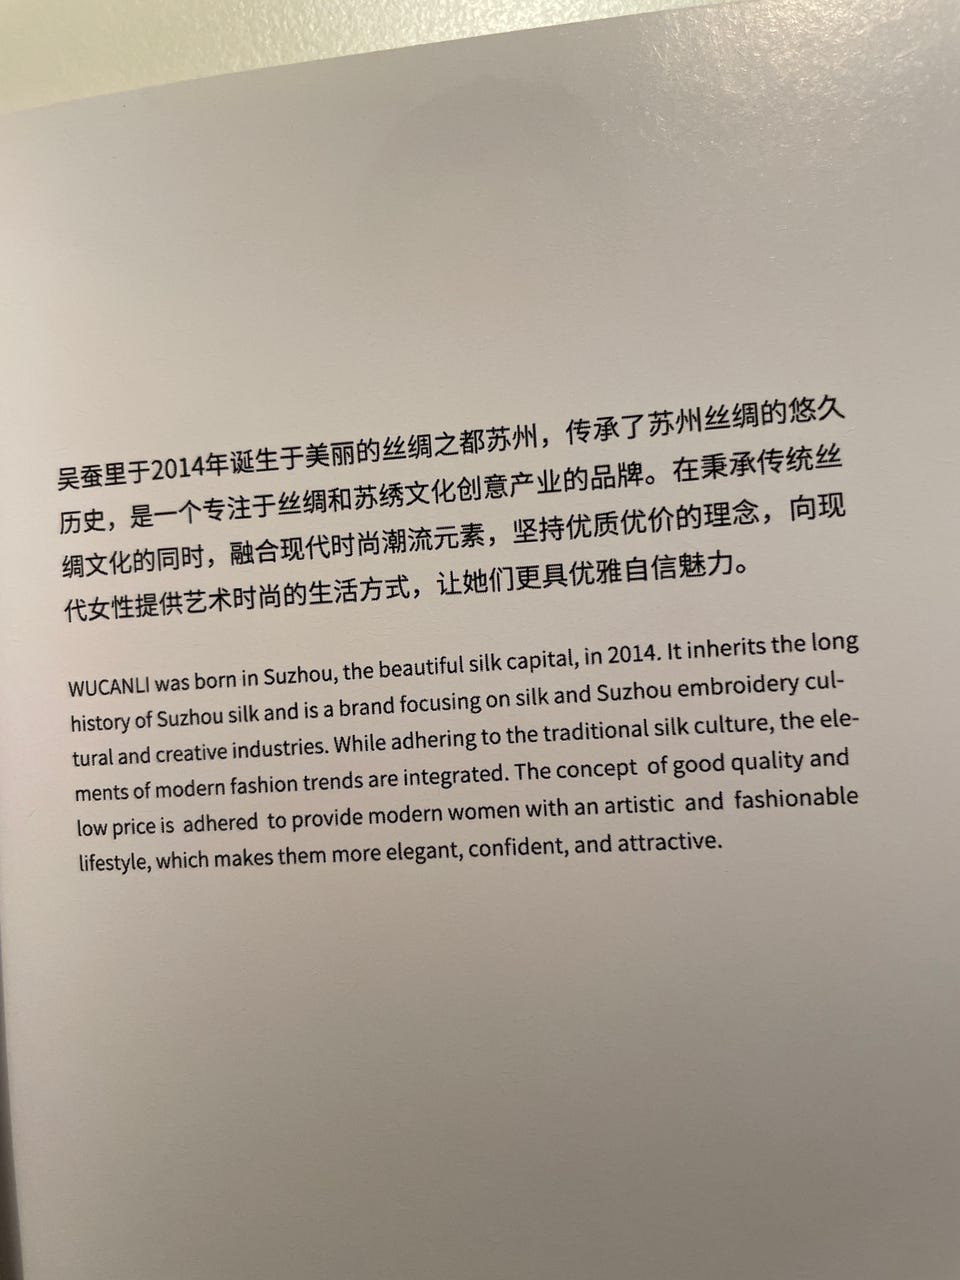 吴蚕里于2014年诞生于美丽的丝绸之都苏州，传承了苏州丝绸的悠久
历史，是一个专注于丝绸和苏绣文化创意产业的品牌。在秉承传统丝
绸文化的同时，融合现代时尚潮流元素，坚持优质优价的理念，向现
代女性提供艺术时尚的生活方式，让她们更具优雅自信魅力。
WUCANLI was born in Suzhou, the beautiful silk capital, in 2014. It inherits the long
history of Suzhou silk and is a brand focusing on silk and Suzhou embroidery cul-
tural and creative industries. While adhering to the traditional silk culture, the ele-
ments of modern fashion trends are integrated. The concept of good quality and
low price is adhered to provide modern women with an artistic and fashionable
lifestyle, which makes them more elegant, confident, and attractive.